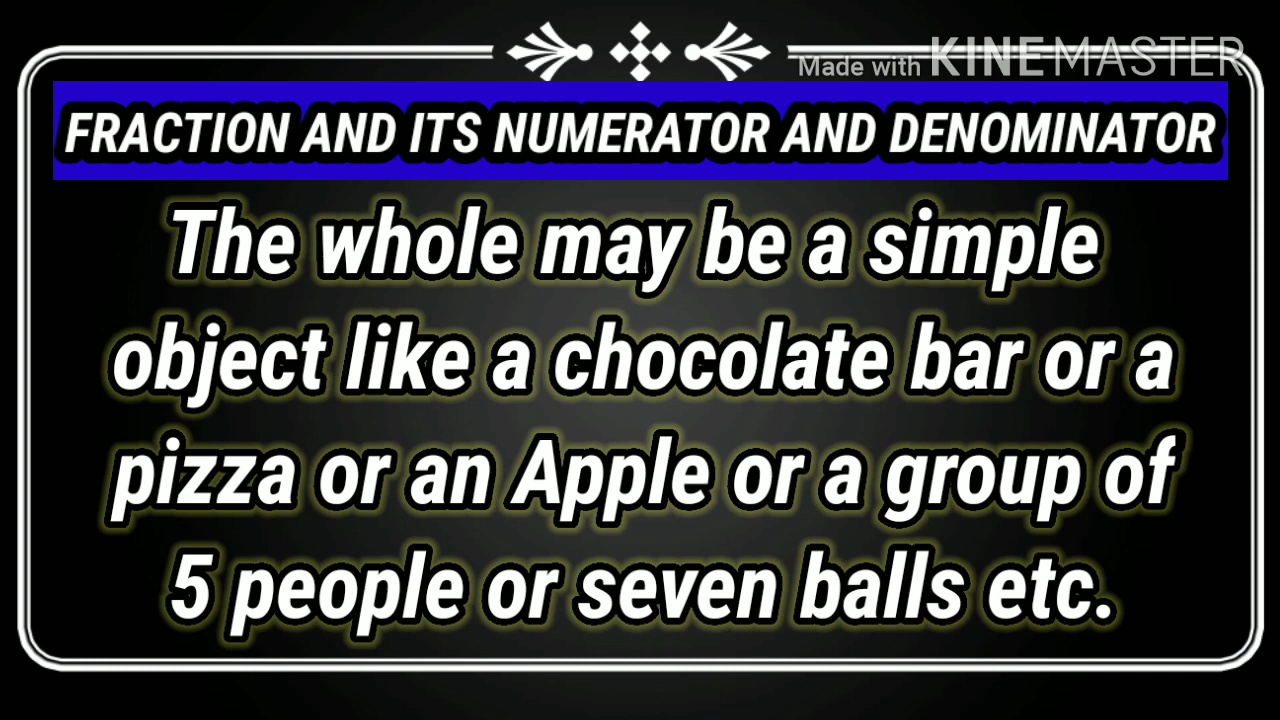 Made with KINEMASTER
FRACTION AND ITS NUMERATOR AND DENOMINATOR
The whole may be a simple
object like a chocolate bar or a
pizza or an Apple or a group of
5 people or seven balls etc.